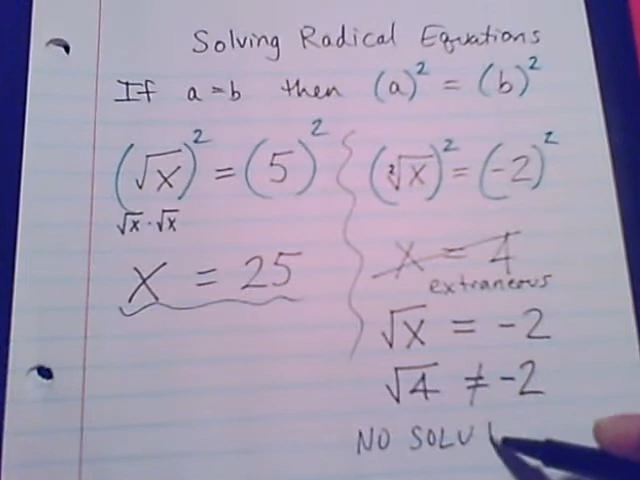 Solving Radical Equations
If a=b then (a)² = (b)²
(√x)² = (5)²
√x · √x
x = 25
(²√x)² = (-2)²
x = 4
extraneous
√x = -2
√4 ≠ -2
NO SOLU